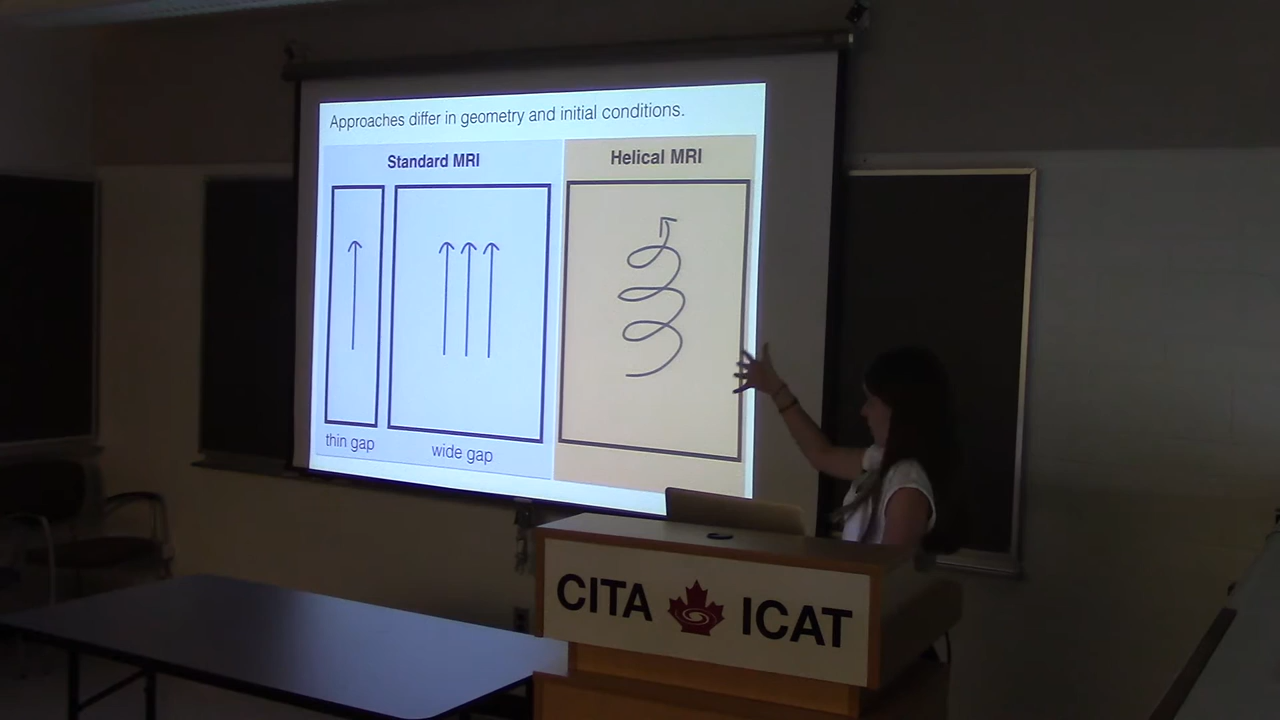 Approaches differ in geometry and initial conditions.
Standard MRI
Helical MRI
thin gap
wide gap
CITA ICAT